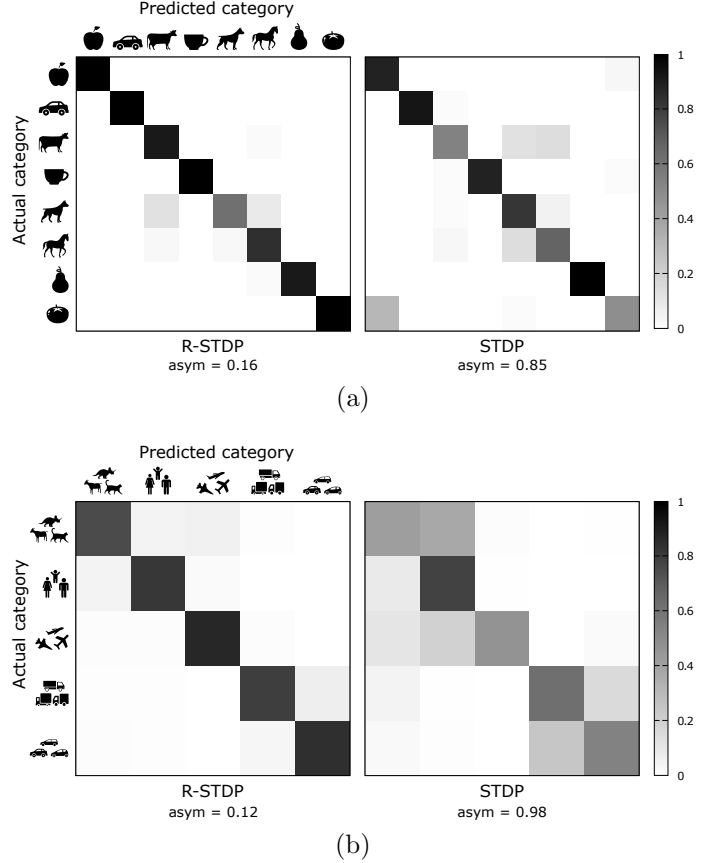 Predicted category
Actual category
1
0.8
0.6
0.4
0.2
0
R-STDP
STDP
asym = 0.16
asym = 0.85
(a)
Predicted category
Actual category
1
0.8
0.6
0.4
0.2
0
R-STDP
STDP
asym = 0.12
asym = 0.98
(b)